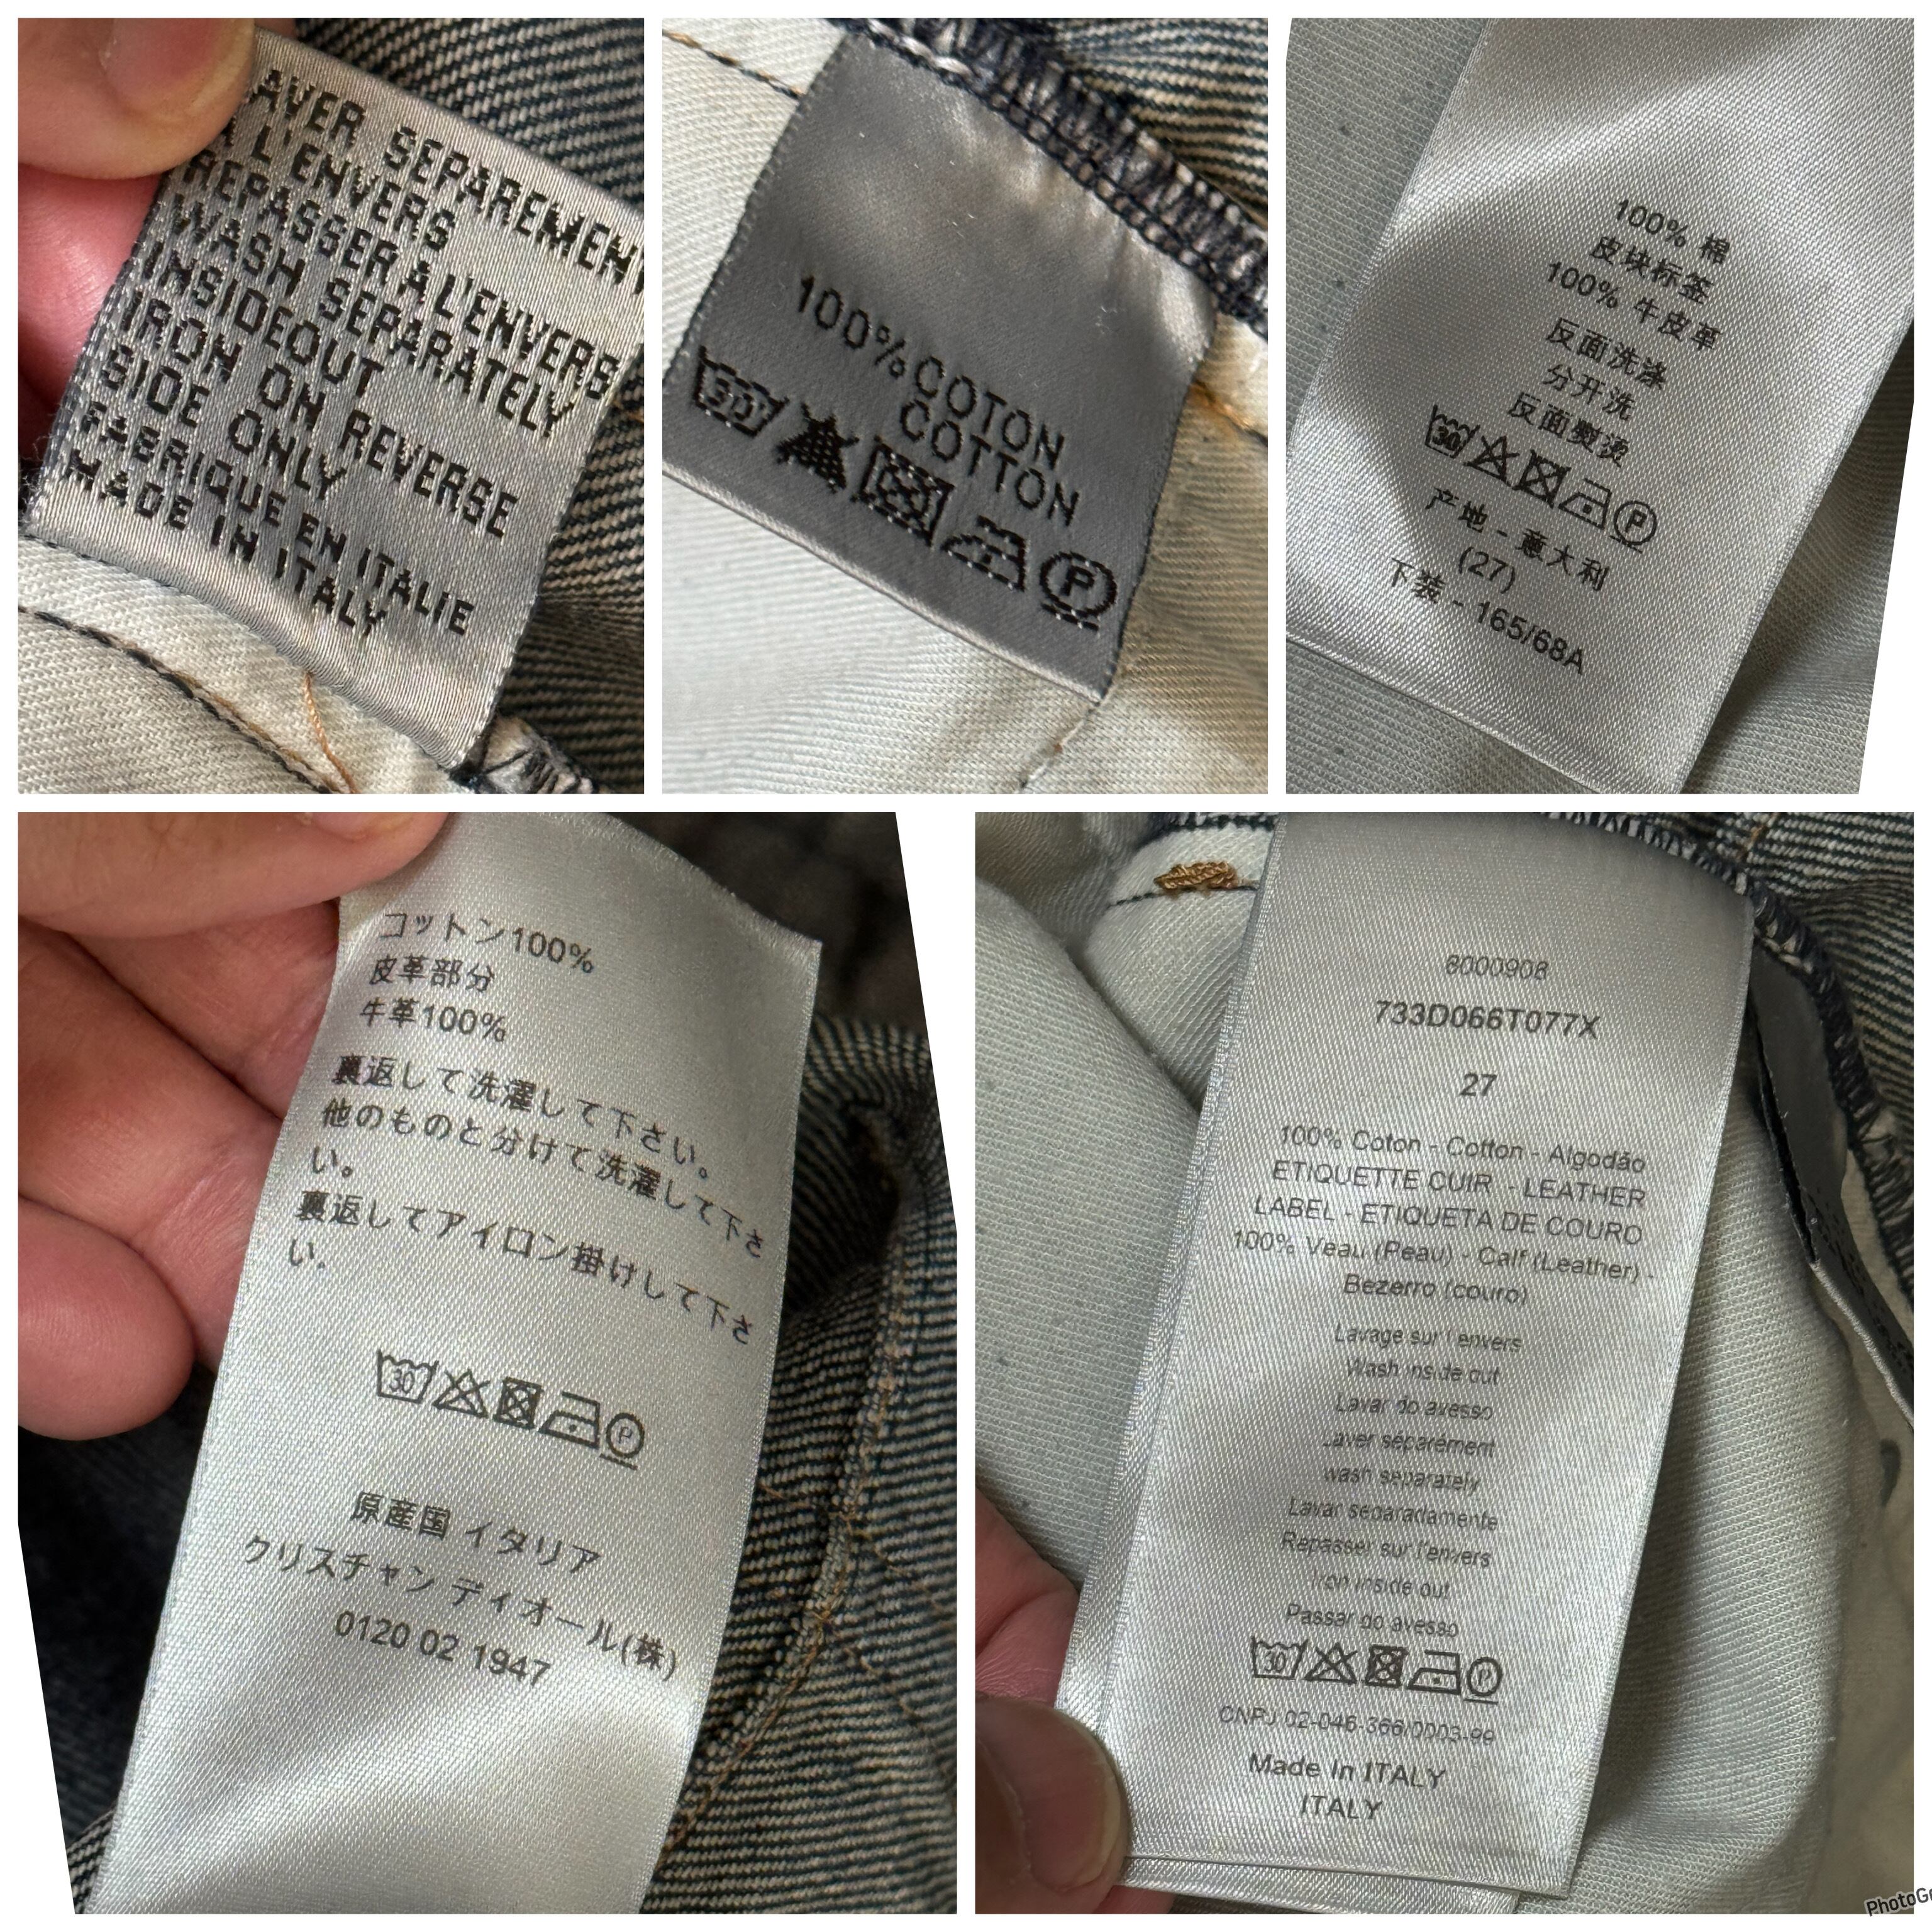 LAVER SEPAREMENT
A L'ENVERS
REPASSER A L'ENVERS
WASH SEPARATELY
INSIDEOUT
IRON ON REVERSE
SIDE ONLY
FABRIQUE EN ITALIE
MADE IN ITALY
100% COTON
COTTON
30
P
100% 棉
皮块标签
100% 牛皮革
反面洗涤
分开洗
反面熨烫
30
P
产地 - 意大利
(27)
下装 - 165/68A
コットン100%
皮革部分
牛革100%
裏返して洗濯して下さい。
他のものと分けて洗濯して下さ
い。
裏返してアイロン掛けして下さ
い.
30
P
原産国 イタリア
クリスチャン ディオール(株)
0120 02 1947
8000908
733D066T077X
27
100% Coton - Cotton - Algodão
ETIQUETTE CUIR - LEATHER
LABEL - ETIQUETA DE COURO
100% Veau (Peau) - Calf (Leather) -
Bezerro (couro)
Lavage sur l'envers
Wash inside out
Lavar do avesso
Laver séparément
wash separately
Lavar separadamente
Repasser sur l'envers
Iron inside out
Passar do avesso
30
P
CNPJ 02-046-366/0003-99
Made In ITALY
ITALY